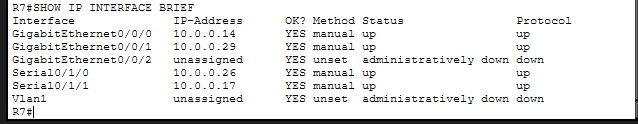 R7#SHOW IP INTERFACE BRIEF
Interface              IP-Address      OK? Method Status                Protocol
GigabitEthernet0/0/0   10.0.0.14       YES manual up                    up
GigabitEthernet0/0/1   10.0.0.29       YES manual up                    up
GigabitEthernet0/0/2   unassigned      YES unset  administratively down down
Serial0/1/0            10.0.0.26       YES manual up                    up
Serial0/1/1            10.0.0.17       YES manual up                    up
Vlan1                  unassigned      YES unset  administratively down down
R7#